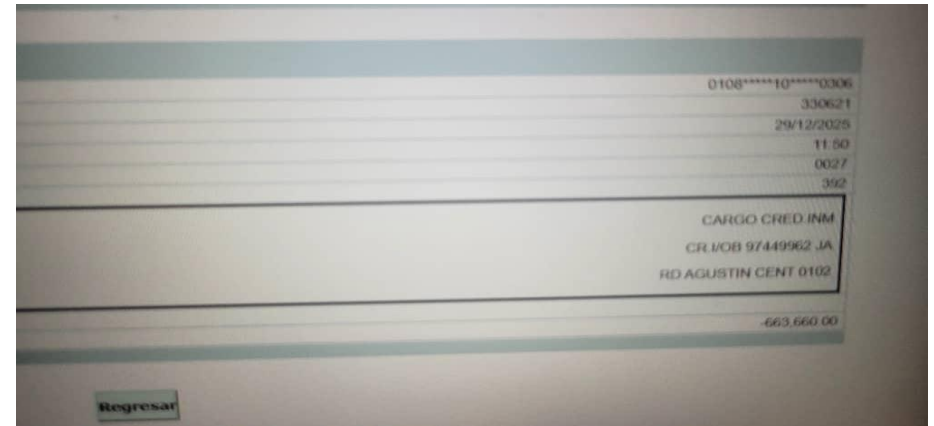 0108*****10*****0306
330621
29/12/2025
11:50
0027
392
CARGO CRED.INM
CR.I/OB 97449962 JA
RD AGUSTIN CENT 0102
-663,660.00
Regresar